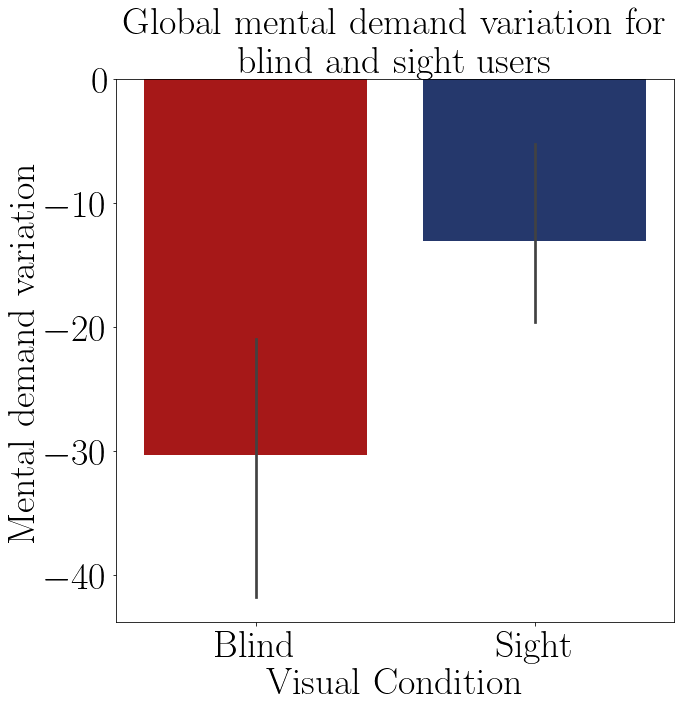 Global mental demand variation for
blind and sight users
0
−10
−20
−30
−40
Mental demand variation
Blind
Sight
Visual Condition